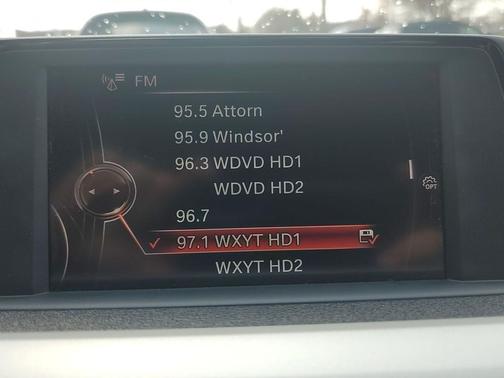 FM
95.5 Attorn
95.9 Windsor'
96.3 WDVD HD1
WDVD HD2
96.7
97.1 WXYT HD1
WXYT HD2
OPT